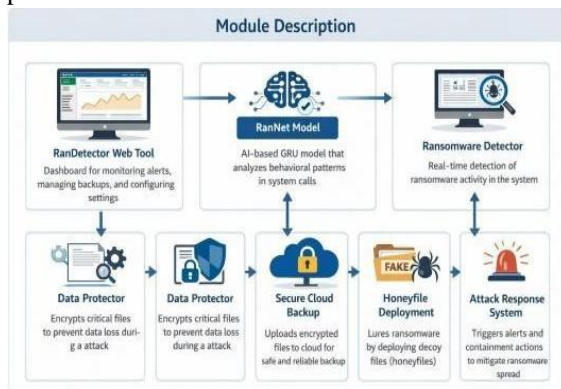 Module Description
RanDetector Web Tool
Dashboard for monitoring alerts,
managing backups, and configuring
settings
RanNet Model
AI-based GRU model that
analyzes behavioral patterns
in system calls
Ransomware Detector
Real-time detection of
ransomware activity in the system
Data Protector
Encrypts critical files
to prevent data loss duri-
g a attack
Data Protector
Encrypts critical files
to prevent data loss
during a attack
Secure Cloud
Backup
Uploads encrypted
files to cloud for
safe and reliable backup
FAKE
Honeyfile
Deployment
Lures ransomware
by deploying decoy
files (honeyfiles)
Attack Response
System
Triggers alerts and
containment actions
to mitigate ransomware
spread